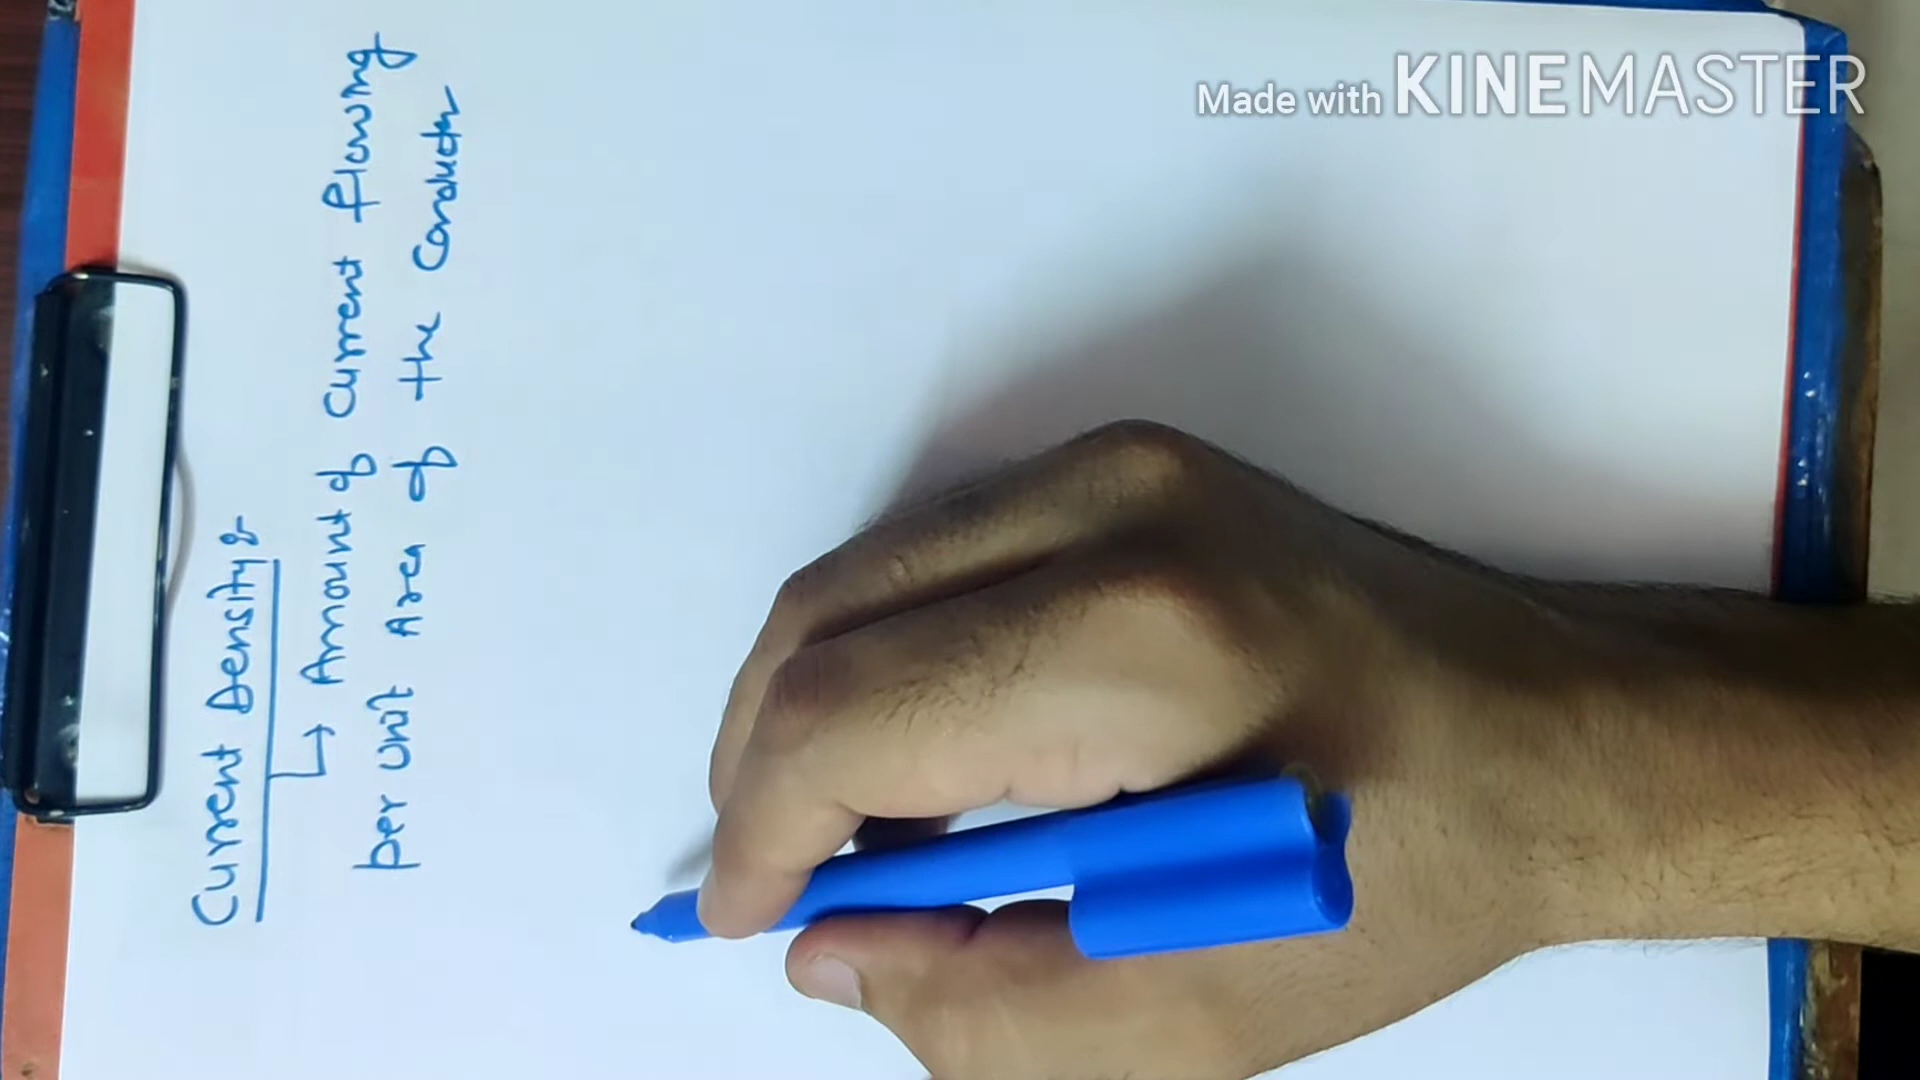 Current Density :-
↳ Amount of Current flowing
per unit Area of the Conductor
Made with KINEMASTER